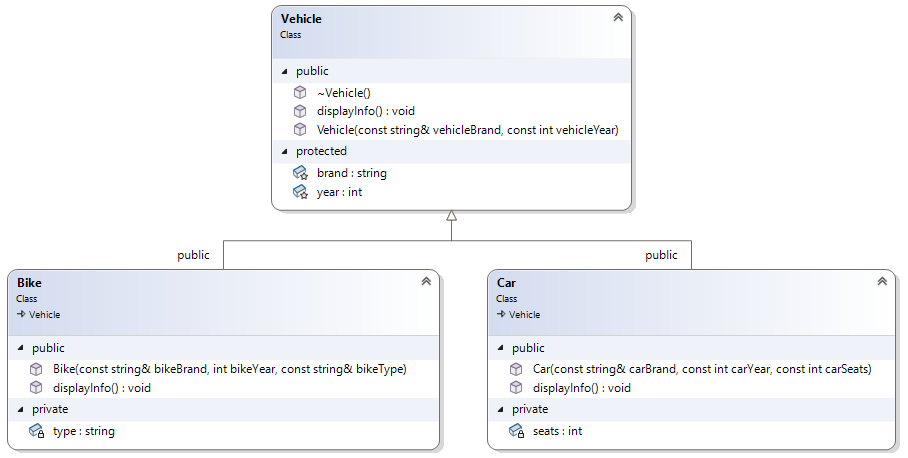 Vehicle
Class
public
~Vehicle()
displayInfo() : void
Vehicle(const string& vehicleBrand, const int vehicleYear)
protected
brand : string
year : int
public
public
Bike
Class
Vehicle
public
Bike(const string& bikeBrand, int bikeYear, const string& bikeType)
displayInfo() : void
private
type : string
Car
Class
Vehicle
public
Car(const string& carBrand, const int carYear, const int carSeats)
displayInfo() : void
private
seats : int